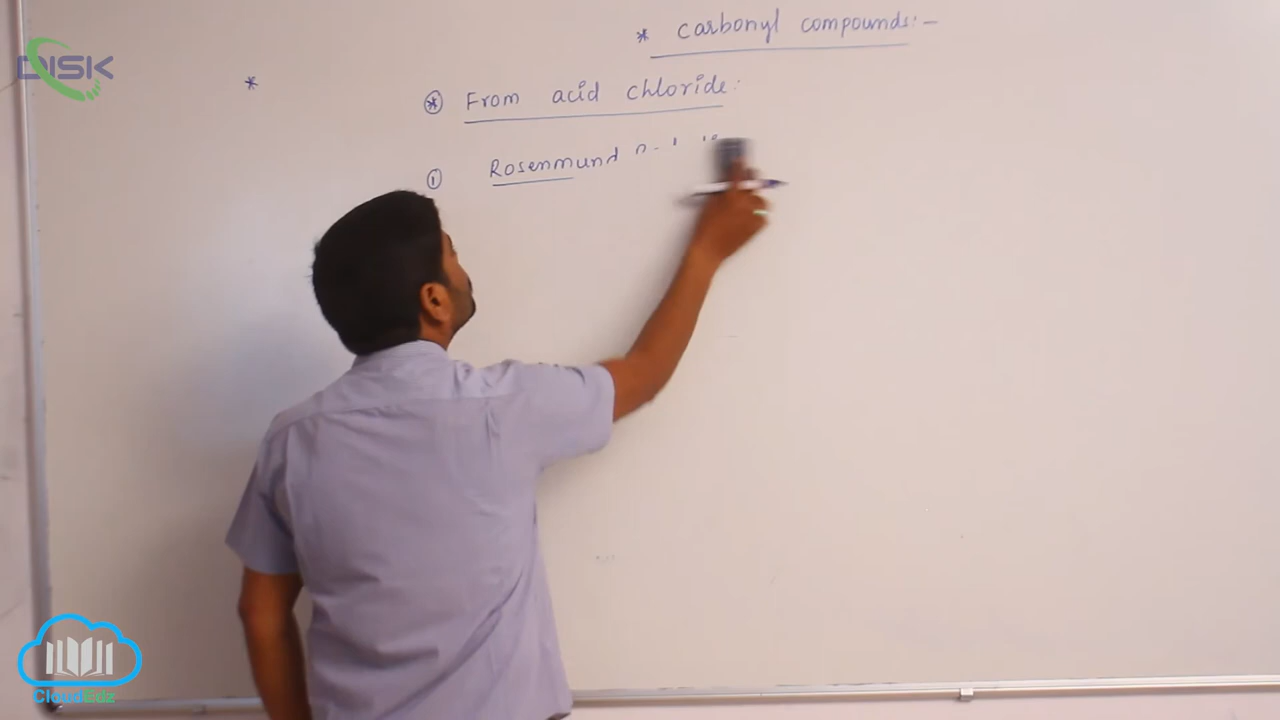 DISK
* Carbonyl compounds:-
*
* From acid chloride:
1 Rosenmund
CloudEdz